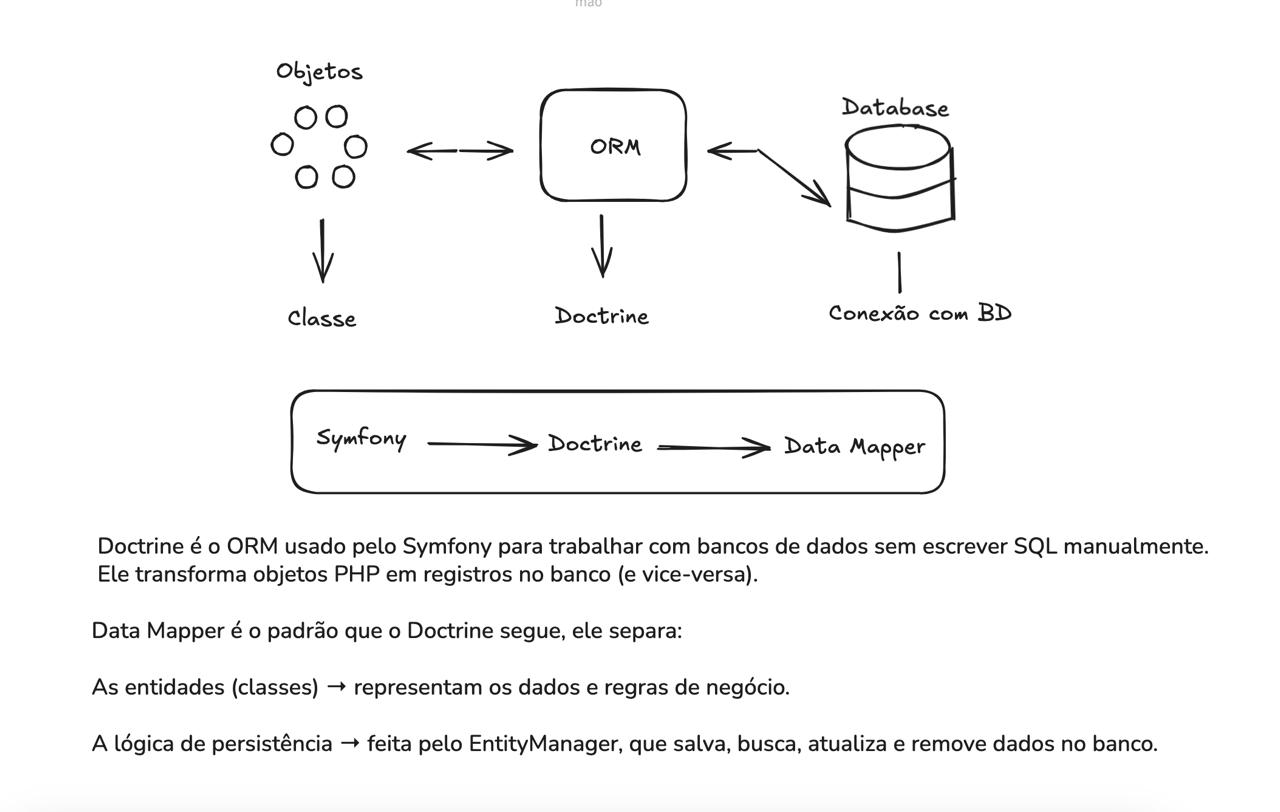 mão
Objetos
Database
ORM
Classe
Doctrine
Conexão com BD
Symfony
Doctrine
Data Mapper
Doctrine é o ORM usado pelo Symfony para trabalhar com bancos de dados sem escrever SQL manualmente.
Ele transforma objetos PHP em registros no banco (e vice-versa).
Data Mapper é o padrão que o Doctrine segue, ele separa:
As entidades (classes) → representam os dados e regras de negócio.
A lógica de persistência → feita pelo EntityManager, que salva, busca, atualiza e remove dados no banco.